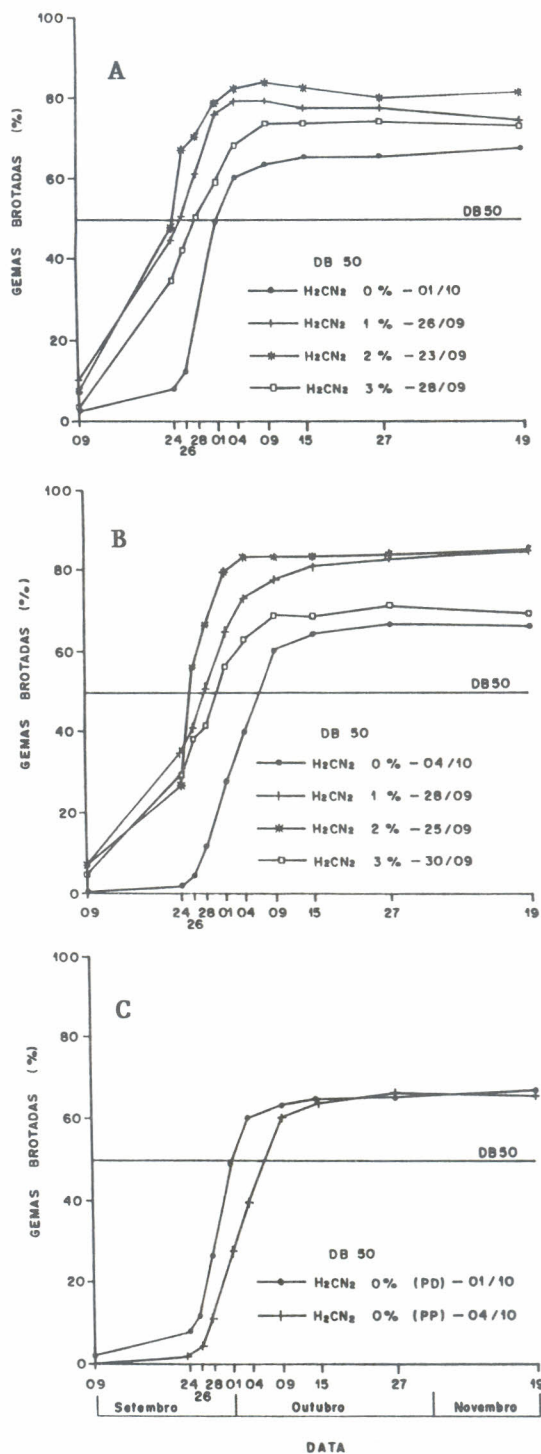 100
A
80
60
40
20
0
GEMAS BROTADAS (%)
DB50
DB 50
H₂CN₂ 0 % – 01/10
H₂CN₂ 1 % – 26/09
H₂CN₂ 2 % – 23/09
H₂CN₂ 3 % – 28/09
09 24 26 28 01 04 09 15 27 19
100
B
80
60
40
20
0
GEMAS BROTADAS (%)
DB50
DB 50
H₂CN₂ 0 % – 04/10
H₂CN₂ 1 % – 28/09
H₂CN₂ 2 % – 25/09
H₂CN₂ 3 % – 30/09
09 24 26 28 01 04 09 15 27 19
100
C
80
60
40
20
0
GEMAS BROTADAS (%)
DB50
DB 50
H₂CN₂ 0% (PD) – 01/10
H₂CN₂ 0% (PP) – 04/10
09 24 26 28 01 04 09 15 27 19
Setembro Outubro Novembro
DATA